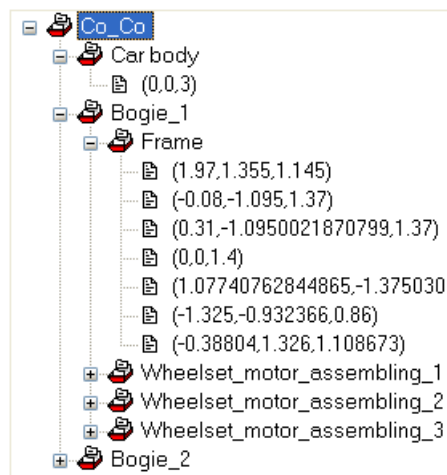 Co_Co
Car body
(0,0,3)
Bogie_1
Frame
(1.97,1.355,1.145)
(-0.08,-1.095,1.37)
(0.31,-1.0950021870799,1.37)
(0,0,1.4)
(1.07740762844865,-1.375030
(-1.325,-0.932366,0.86)
(-0.38804,1.326,1.108673)
Wheelset_motor_assembling_1
Wheelset_motor_assembling_2
Wheelset_motor_assembling_3
Bogie_2